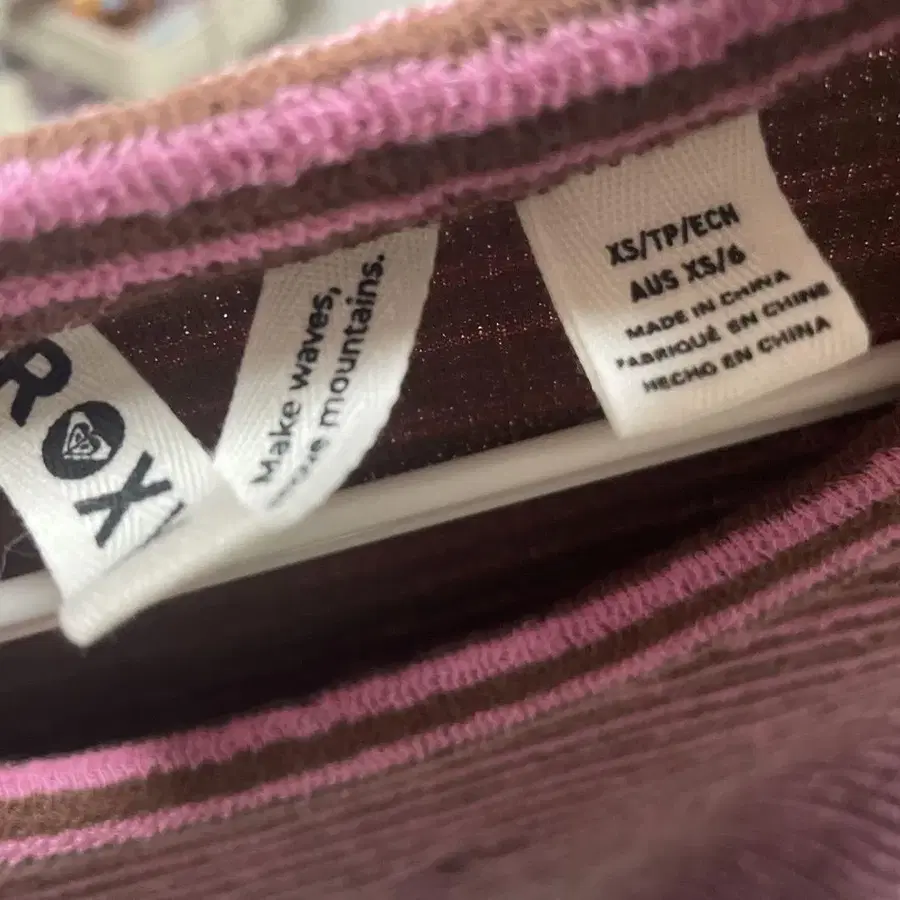 ROX
Make waves,
move mountains.
XS/TP/ECH
AUS XS/6
MADE IN CHINA
FABRIQUÉ EN CHINE
HECHO EN CHINA